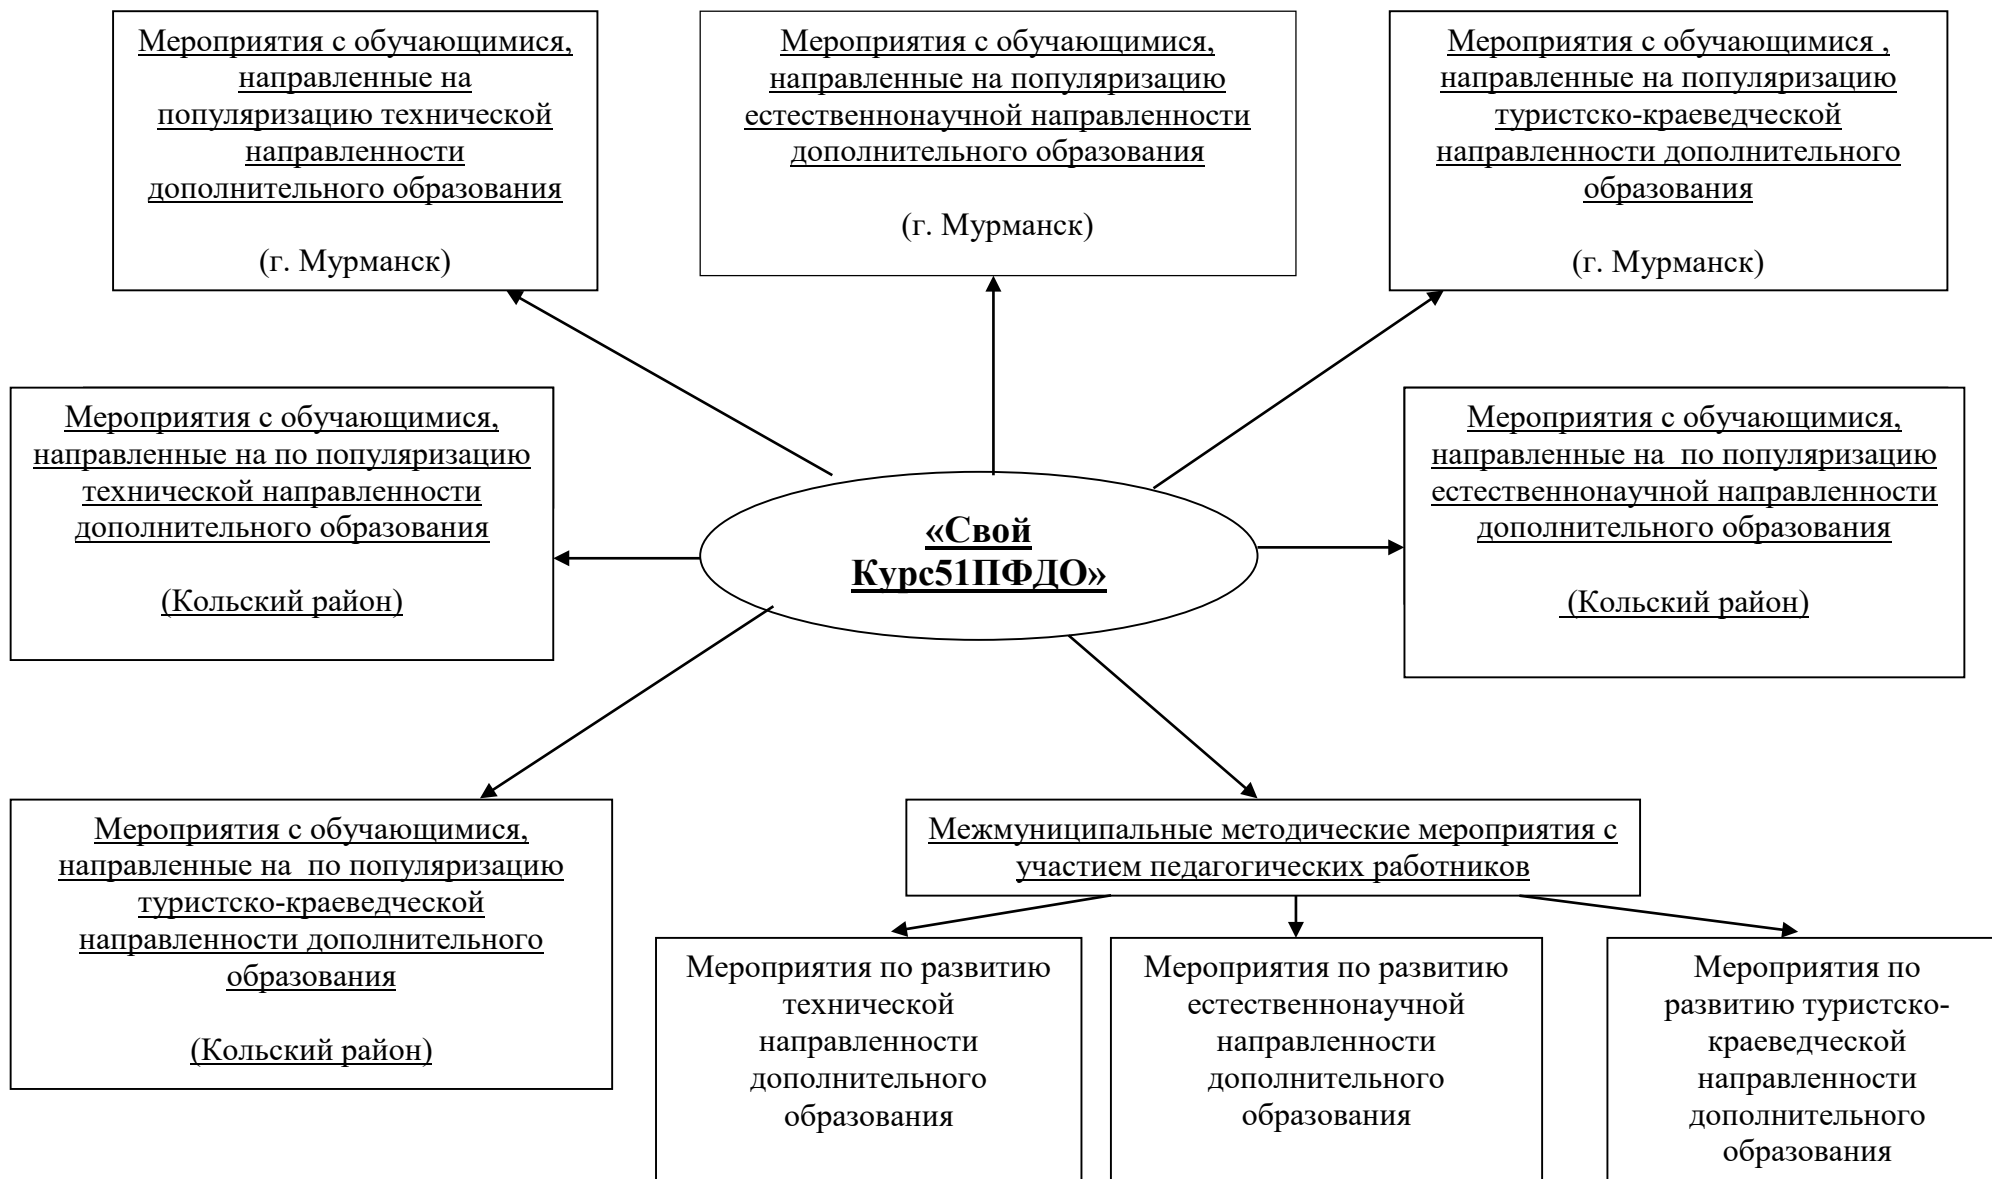 Мероприятия с обучающимися,
направленные на
популяризацию технической
направленности
дополнительного образования
(г. Мурманск)
Мероприятия с обучающимися,
направленные на популяризацию
естественнонаучной направленности
дополнительного образования
(г. Мурманск)
Мероприятия с обучающимися ,
направленные на популяризацию
туристско-краеведческой
направленности дополнительного
образования
(г. Мурманск)
Мероприятия с обучающимися,
направленные на по популяризацию
технической направленности
дополнительного образования
(Кольский район)
«Свой
Курс51ПФДО»
Мероприятия с обучающимися,
направленные на  по популяризацию
естественнонаучной направленности
дополнительного образования
(Кольский район)
Мероприятия с обучающимися,
направленные на  по популяризацию
туристско-краеведческой
направленности дополнительного
образования
(Кольский район)
Межмуниципальные методические мероприятия с
участием педагогических работников
Мероприятия по развитию
технической
направленности
дополнительного
образования
Мероприятия по развитию
естественнонаучной
направленности
дополнительного
образования
Мероприятия по
развитию туристско-
краеведческой
направленности
дополнительного
образования